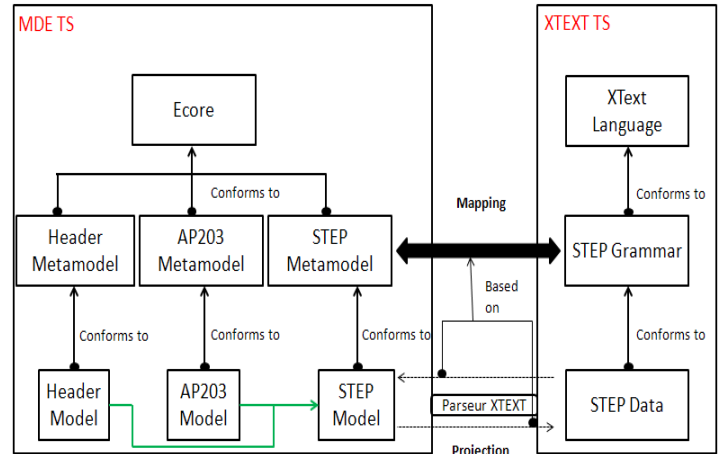 MDE TS
XTEXT TS
Ecore
XText
Language
Conforms to
Conforms to
Mapping
Header
Metamodel
AP203
Metamodel
STEP
Metamodel
STEP Grammar
Based
on
Conforms to
Conforms to
Conforms to
Conforms to
Header
Model
AP203
Model
STEP
Model
Parseur XTEXT
STEP Data
Projection